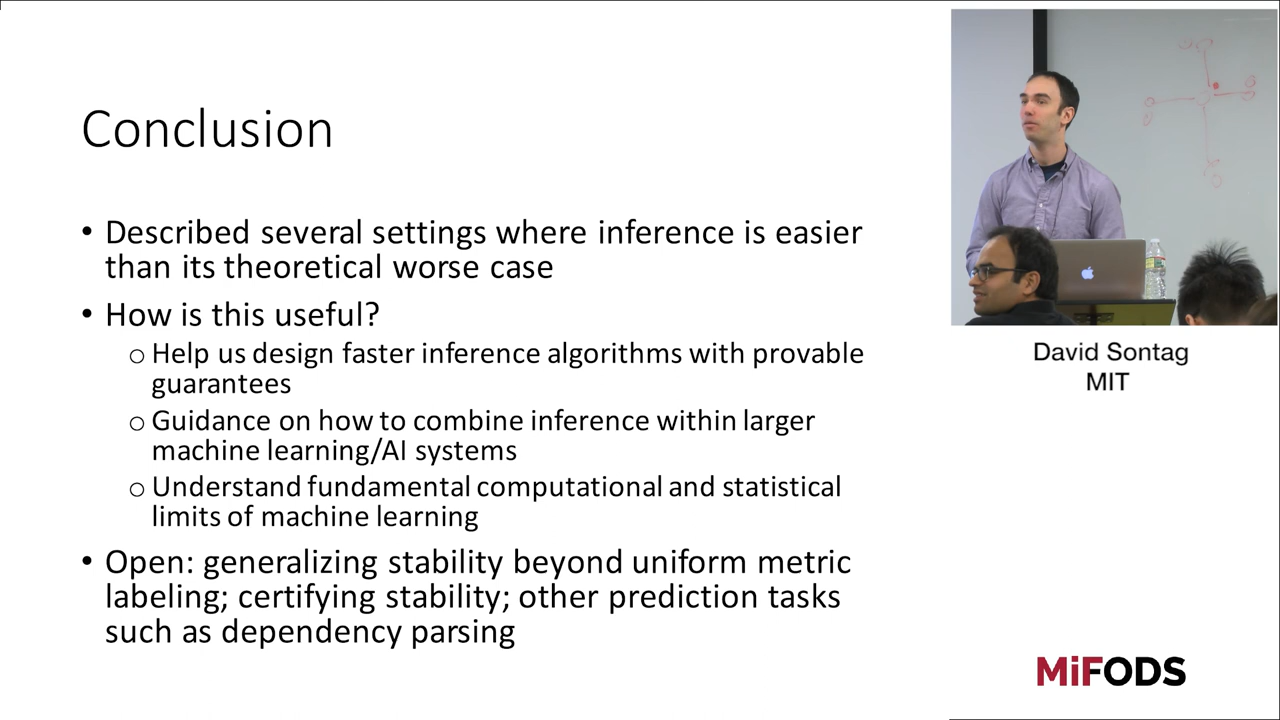 Conclusion
• Described several settings where inference is easier
than its theoretical worse case
• How is this useful?
o Help us design faster inference algorithms with provable
guarantees
o Guidance on how to combine inference within larger
machine learning/AI systems
o Understand fundamental computational and statistical
limits of machine learning
• Open: generalizing stability beyond uniform metric
labeling; certifying stability; other prediction tasks
such as dependency parsing
David Sontag
MIT
MiFODS